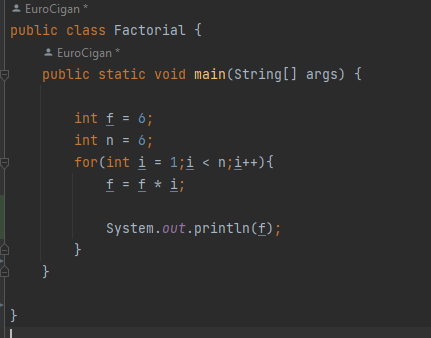 EuroCigan *
public class Factorial {
EuroCigan *
public static void main(String[] args) {
int f = 6;
int n = 6;
for(int i = 1;i < n;i++){
f = f * i;
System.out.println(f);
}
}
}